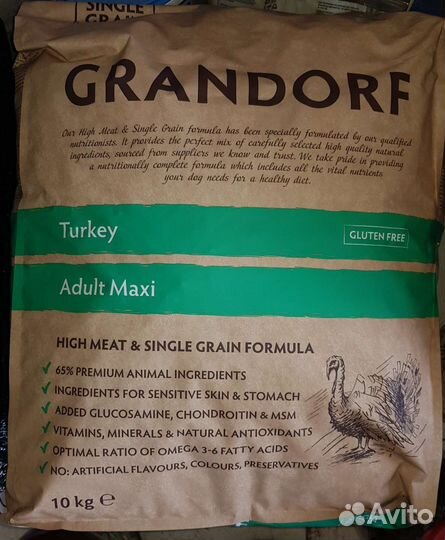 SINGLE
GRAIN
GRANDORF
Our High Meat & Single Grain formula has been specially formulated by our qualified
nutritionists. It provides the perfect mix of carefully selected high quality natural
ingredients, sourced from suppliers we know and trust. We take pride in providing
a nutritionally complete formula which includes all the vital nutrients
your dog needs for a healthy diet.
Turkey
GLUTEN FREE
Adult Maxi
HIGH MEAT & SINGLE GRAIN FORMULA
✓ 65% PREMIUM ANIMAL INGREDIENTS
✓ INGREDIENTS FOR SENSITIVE SKIN & STOMACH
✓ ADDED GLUCOSAMINE, CHONDROITIN & MSM
✓ VITAMINS, MINERALS & NATURAL ANTIOXIDANTS
✓ OPTIMAL RATIO OF OMEGA 3-6 FATTY ACIDS
✓ NO: ARTIFICIAL FLAVOURS, COLOURS, PRESERVATIVES
10 kg ℮
Avito